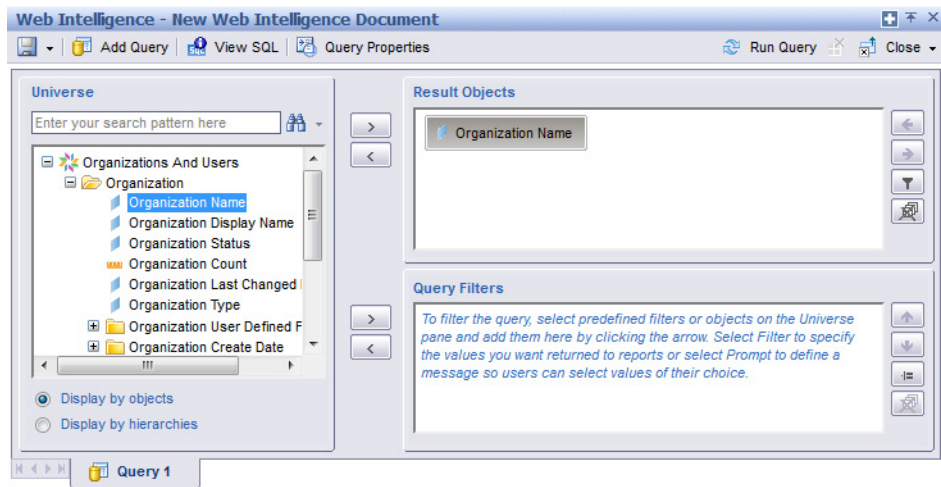 Web Intelligence - New Web Intelligence Document
Add Query View SQL Query Properties Run Query Close
Universe
Enter your search pattern here
Organizations And Users
Organization
Organization Name
Organization Display Name
Organization Status
Organization Count
Organization Last Changed
Organization Type
Organization User Defined F
Organization Create Date
Display by objects
Display by hierarchies
>
<
>
<
Result Objects
Organization Name
Query Filters
To filter the query, select predefined filters or objects on the Universe
pane and add them here by clicking the arrow. Select Filter to specify
the values you want returned to reports or select Prompt to define a
message so users can select values of their choice.
Query 1